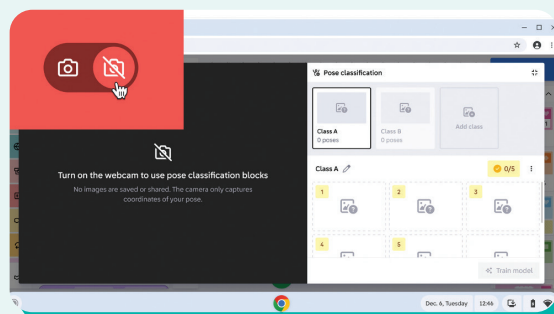 Pose classification
Class A
0 poses
Class B
0 poses
Add class
Turn on the webcam to use pose classification blocks
No images are saved or shared. The camera only captures
coordinates of your pose.
Class A
0/5
1
2
3
4
5
Train model
Dec. 6, Tuesday
12:46